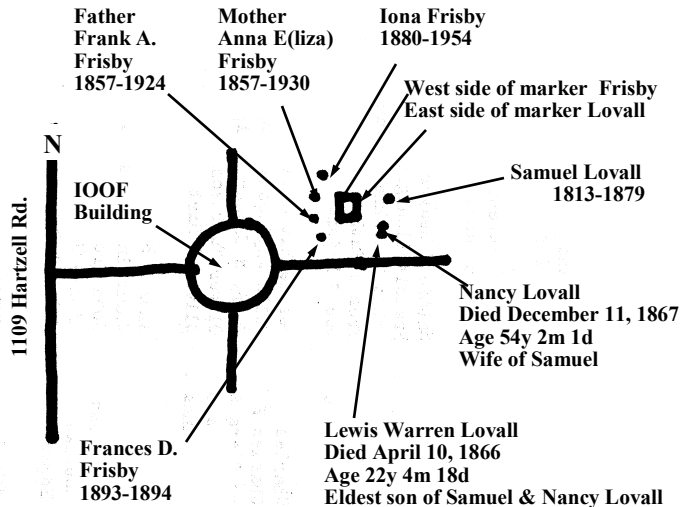 Father
Frank A.
Frisby
1857-1924
Mother
Anna E(liza)
Frisby
1857-1930
Iona Frisby
1880-1954
West side of marker  Frisby
East side of marker Lovall
N
IOOF
Building
Samuel Lovall
1813-1879
1109 Hartzell Rd.
Nancy Lovall
Died December 11, 1867
Age 54y 2m 1d
Wife of Samuel
Frances D.
Frisby
1893-1894
Lewis Warren Lovall
Died April 10, 1866
Age 22y 4m 18d
Eldest son of Samuel & Nancy Lovall